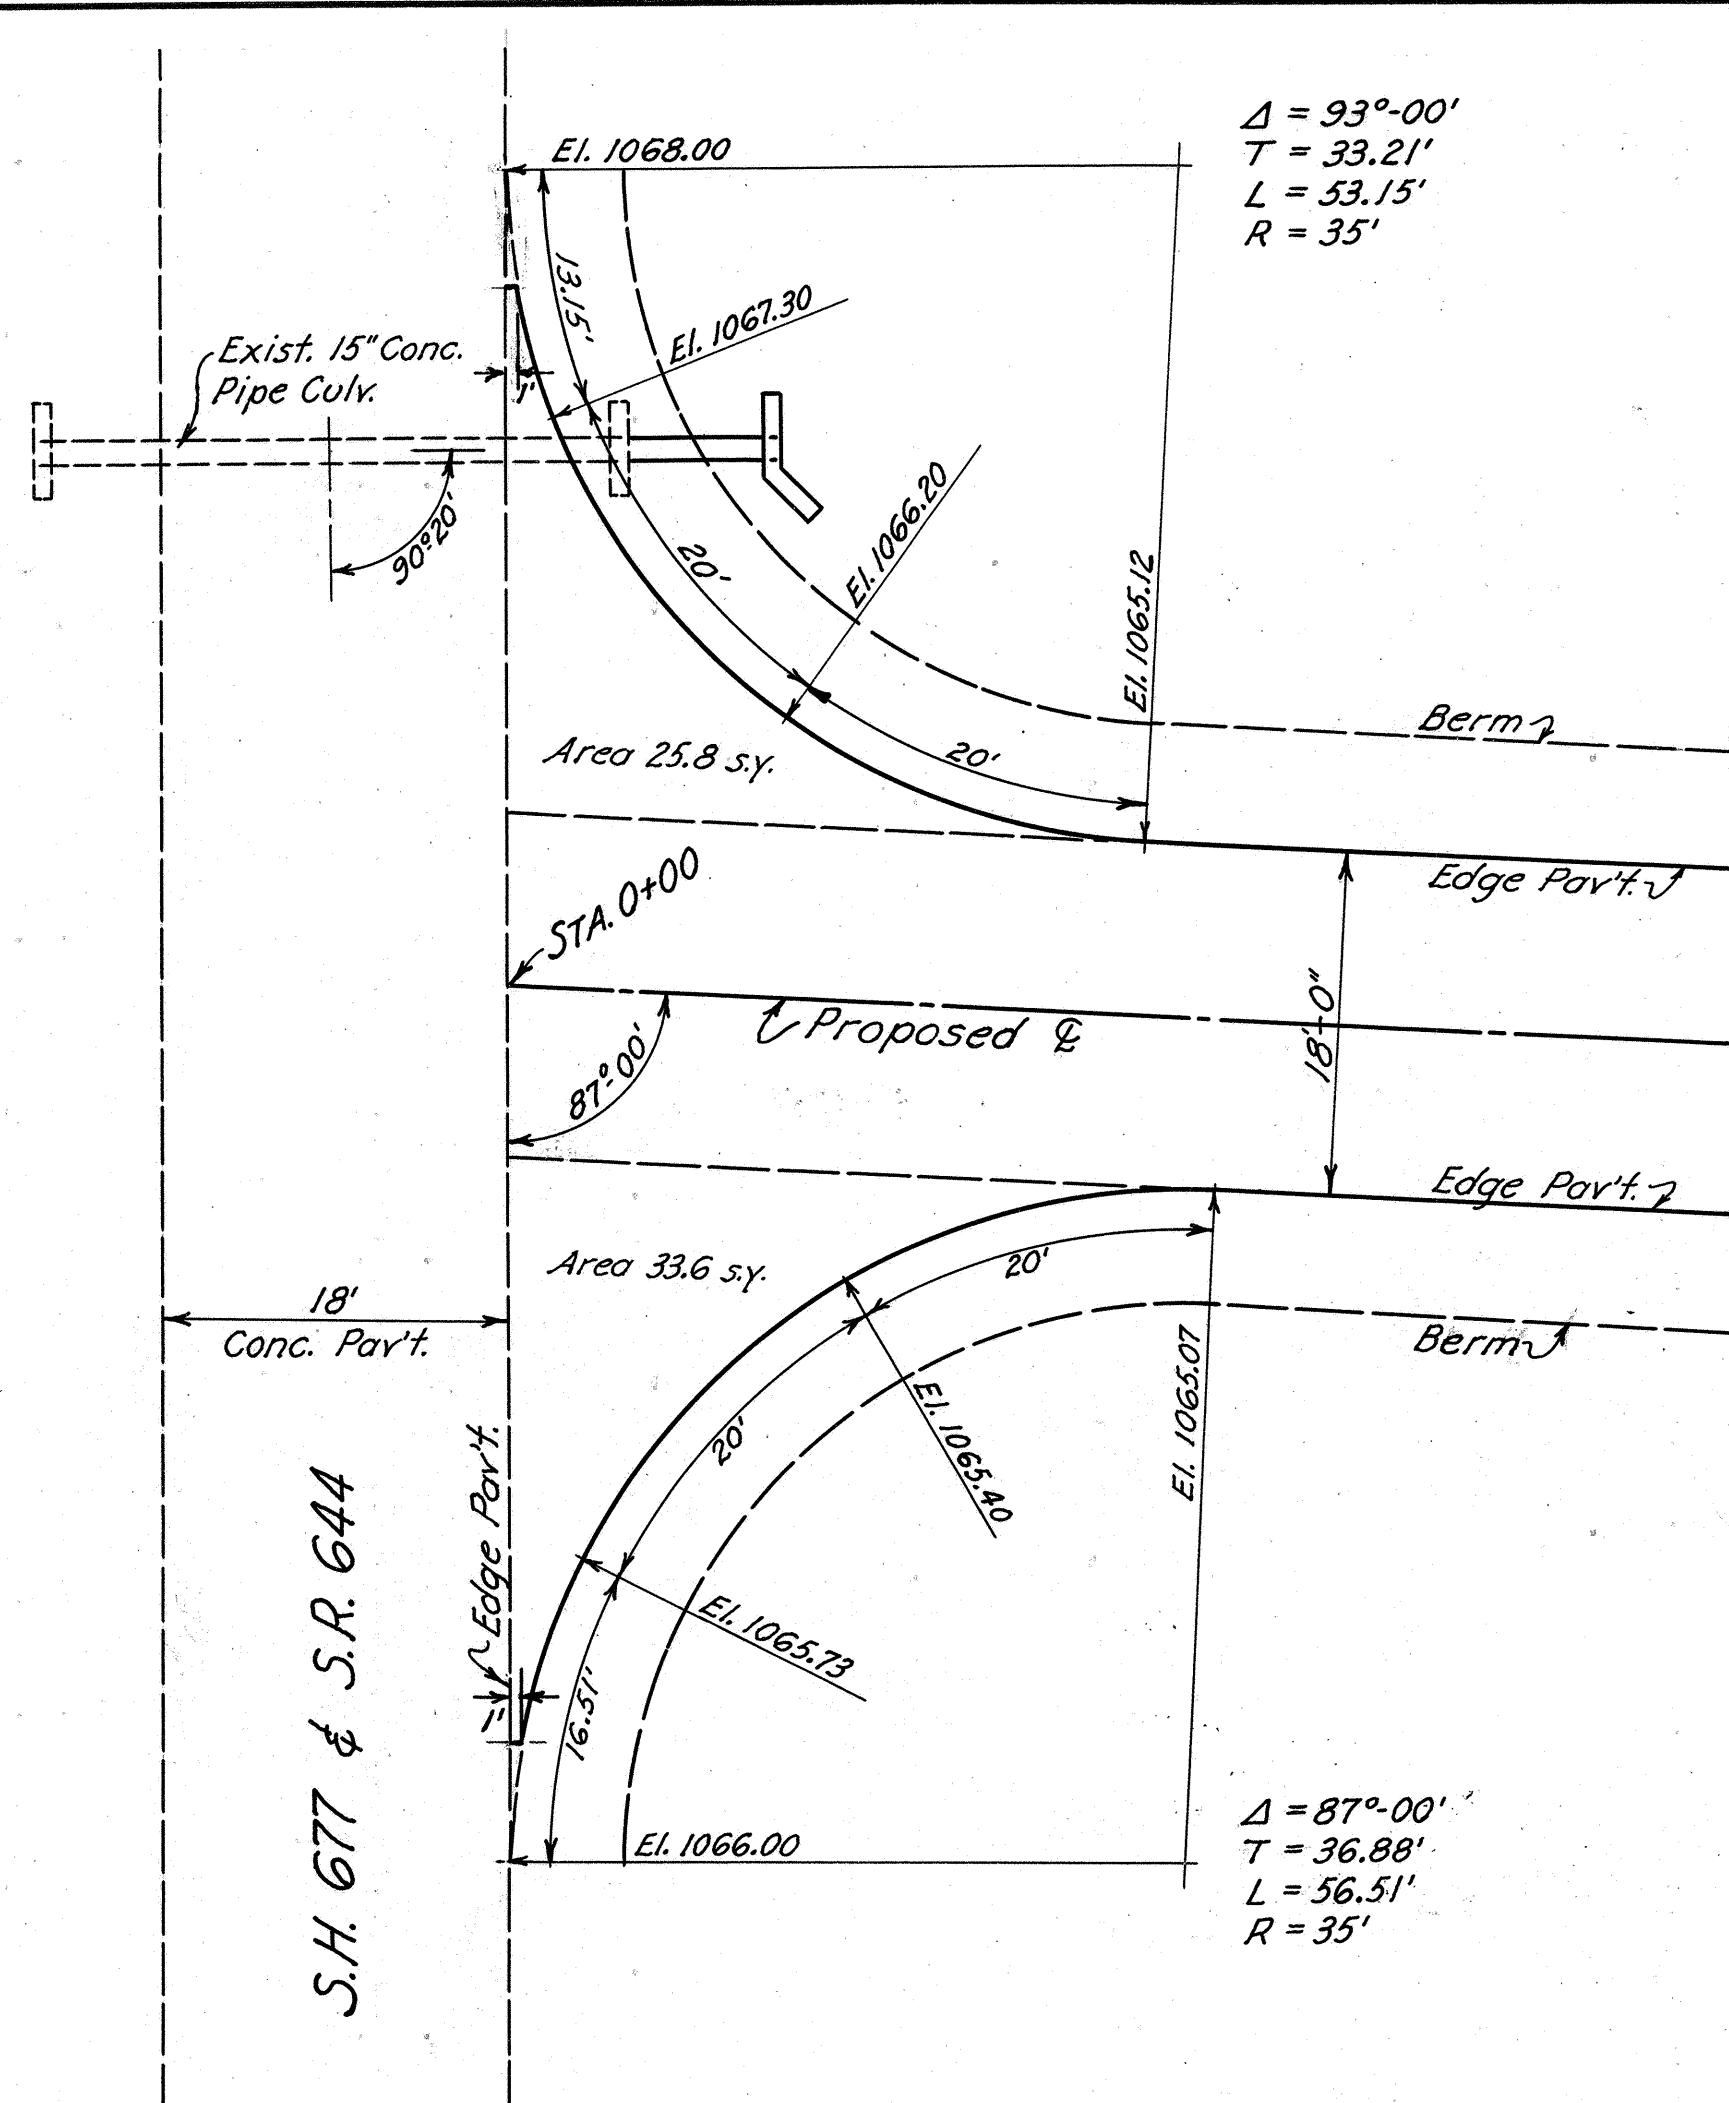 Δ = 93°-00'
T = 33.21'
L = 53.15'
R = 35'
El. 1068.00
13.15'
El. 1067.30
Exist. 15" Conc.
Pipe Culv.
1'
90°20'
20'
El. 1066.20
El. 1065.12
Berm
Area 25.8 s.y.
20'
Edge Pav't.
STA. 0+00
Proposed ℄
18'-0"
87°-00'
Edge Pav't.
Area 33.6 s.y.
20'
18'
Conc. Pav't.
Berm
El. 1065.07
20'
El. 1065.40
Edge Pav't.
S.H. 677 & S.R. 644
El. 1065.73
1'
16.51'
El. 1066.00
Δ = 87°-00'
T = 36.88'
L = 56.51'
R = 35'